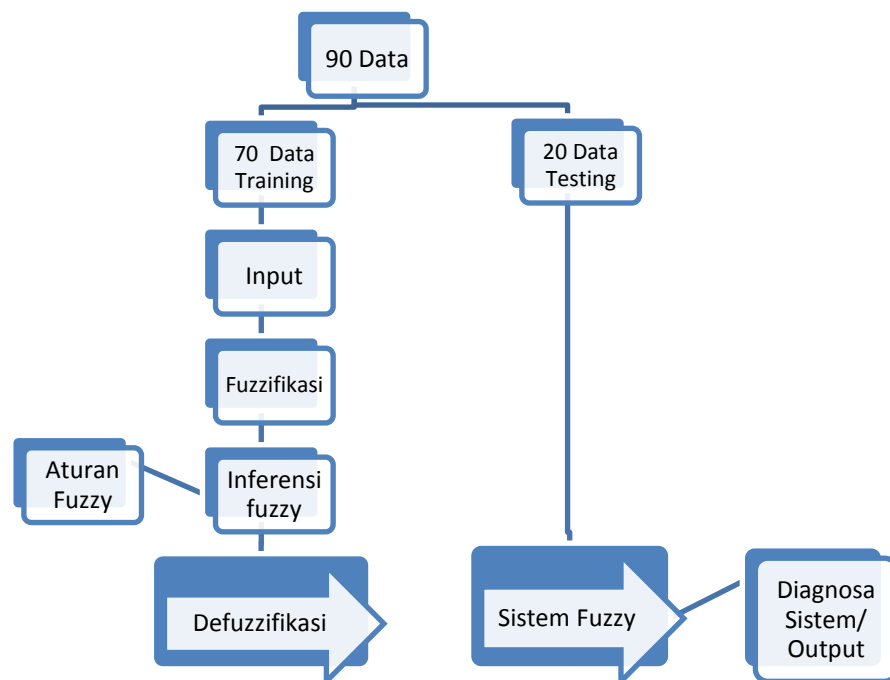 90 Data
70 Data
Training
20 Data
Testing
Input
Fuzzifikasi
Aturan
Fuzzy
Inferensi
fuzzy
Defuzzifikasi
Sistem Fuzzy
Diagnosa
Sistem/
Output